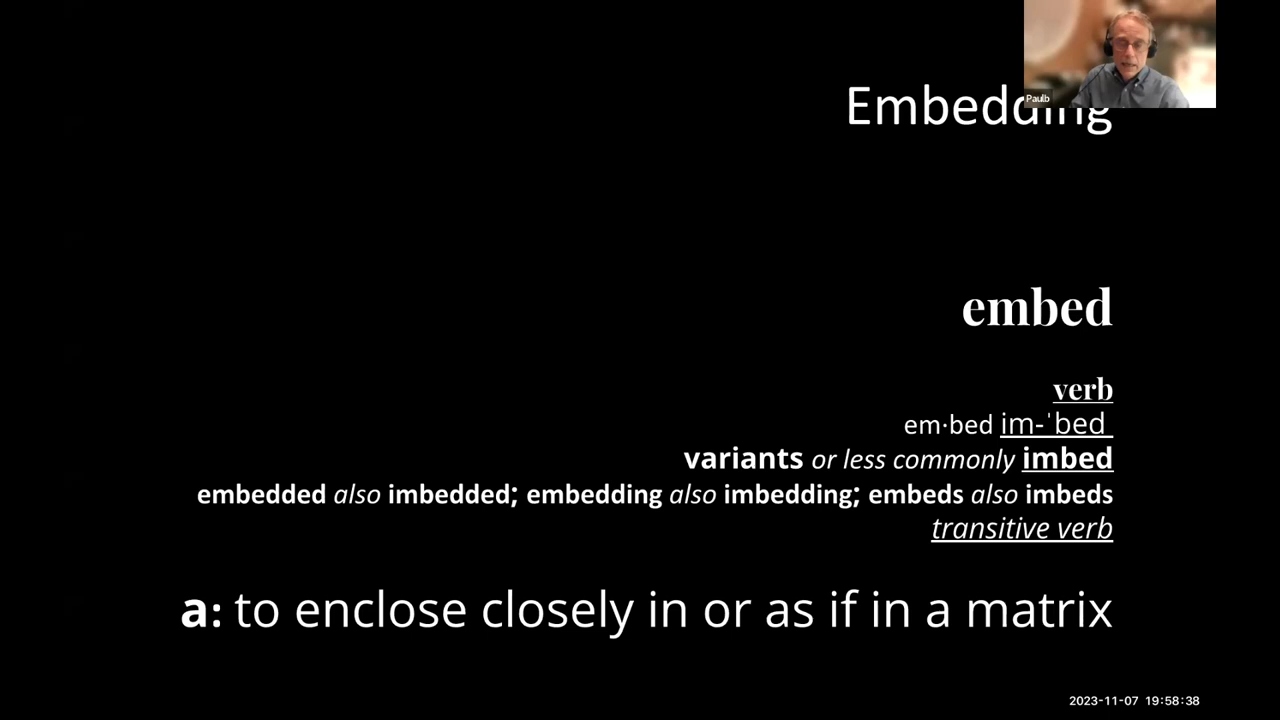 Paulb
Embedding
embed
verb
em·bed im-ˈbed
variants or less commonly imbed
embedded also imbedded; embedding also imbedding; embeds also imbeds
transitive verb
a: to enclose closely in or as if in a matrix
2023-11-07 19:58:38